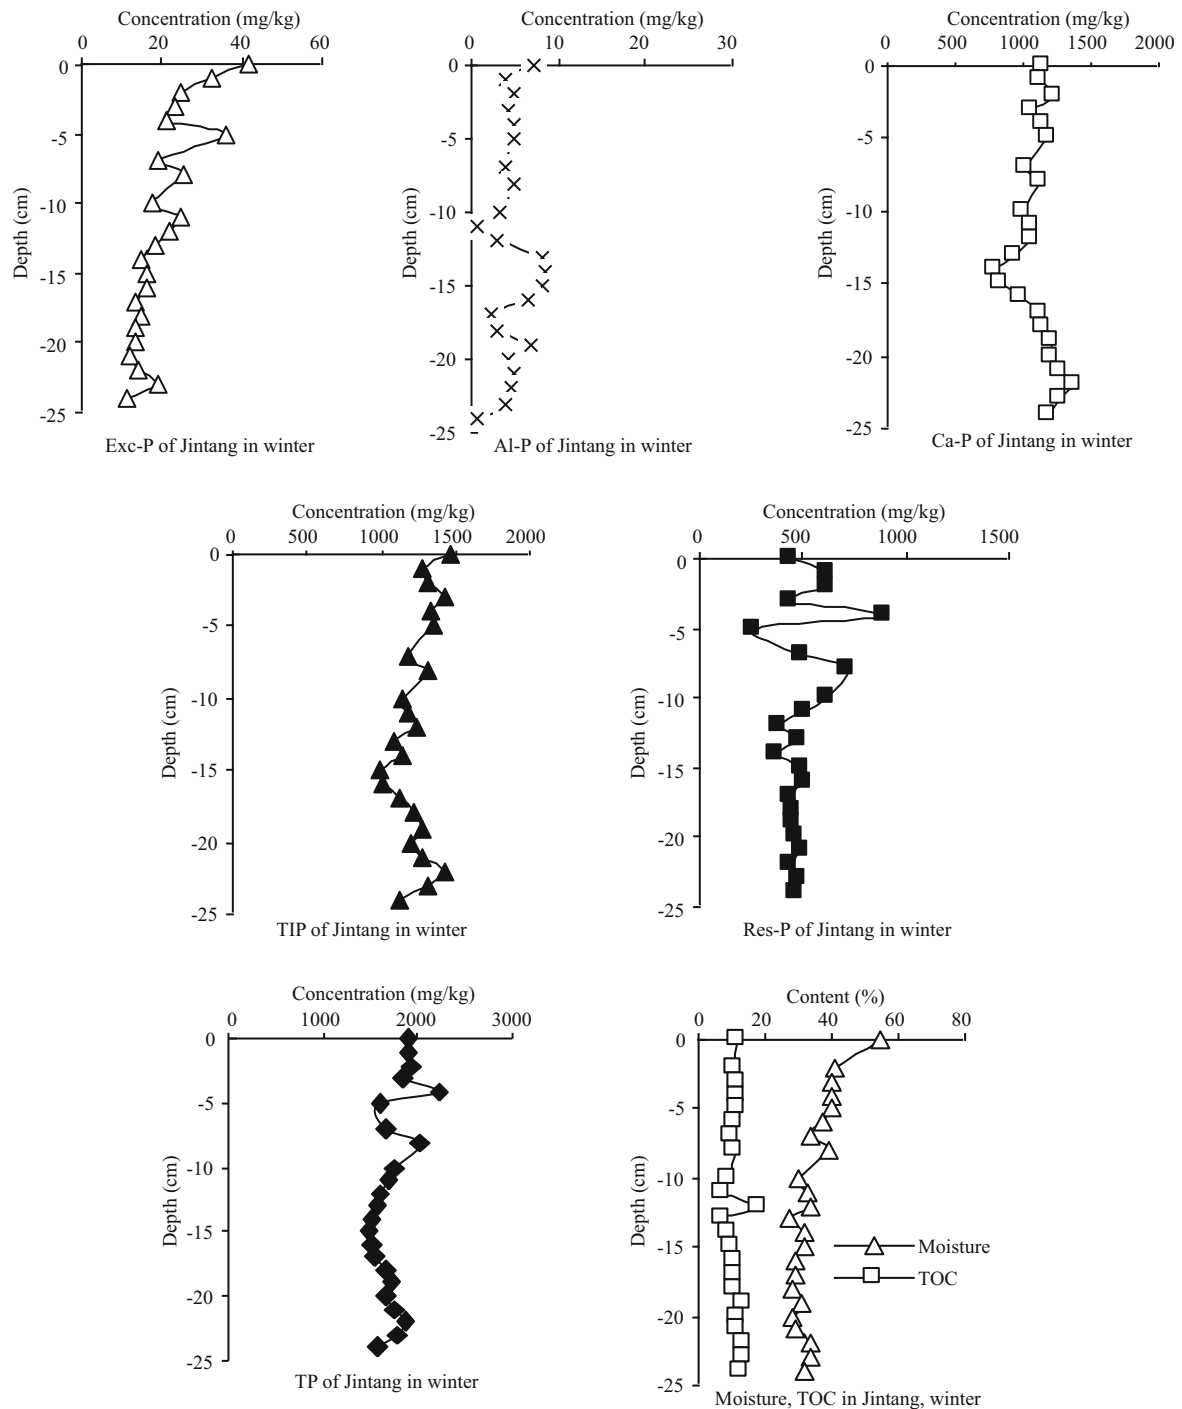 Concentration (mg/kg)
0 20 40 60
0
-5
-10
-15
-20
-25
Depth (cm)
Exc-P of Jintang in winter
Concentration (mg/kg)
0 10 20 30
0
-5
-10
-15
-20
-25
Depth (cm)
Al-P of Jintang in winter
Concentration (mg/kg)
0 500 1000 1500 2000
0
-5
-10
-15
-20
-25
Depth (cm)
Ca-P of Jintang in winter
Concentration (mg/kg)
0 500 1000 1500 2000
0
-5
-10
-15
-20
-25
Depth (cm)
TIP of Jintang in winter
Concentration (mg/kg)
0 500 1000 1500
0
-5
-10
-15
-20
-25
Depth (cm)
Res-P of Jintang in winter
Concentration (mg/kg)
0 1000 2000 3000
0
-5
-10
-15
-20
-25
Depth (cm)
TP of Jintang in winter
Content (%)
0 20 40 60 80
0
-5
-10
-15
-20
-25
Depth (cm)
Moisture
TOC
Moisture, TOC in Jintang, winter